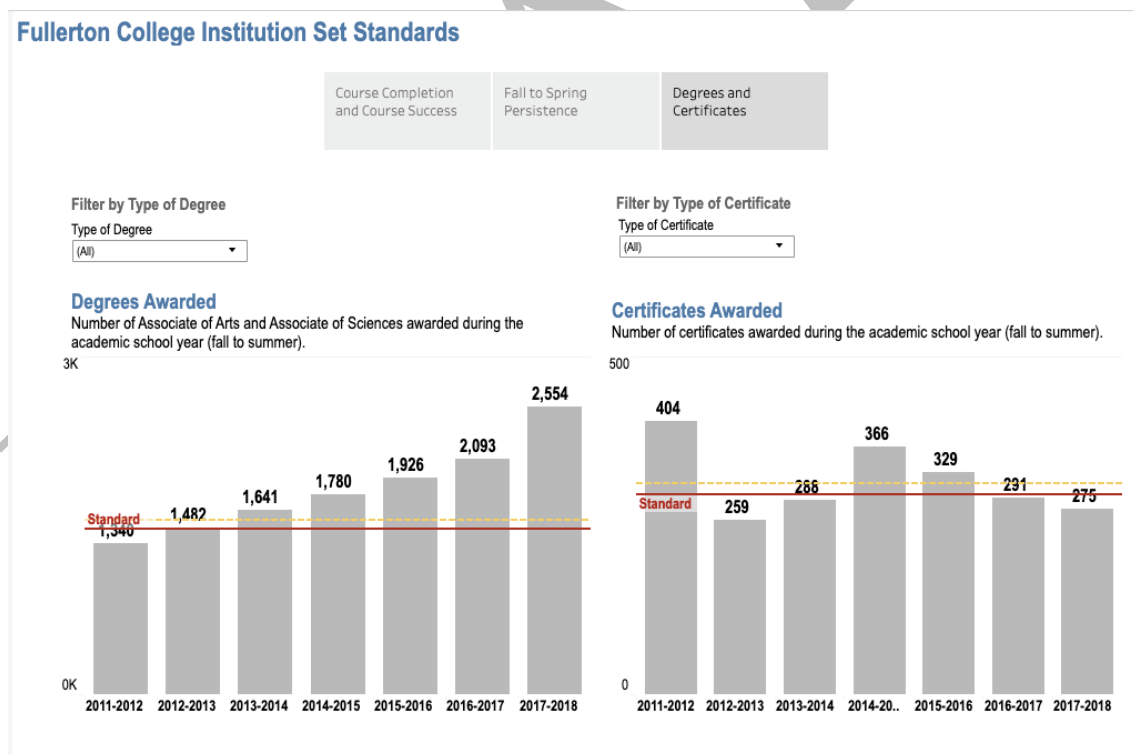 Fullerton College Institution Set Standards
Course Completion
and Course Success
Fall to Spring
Persistence
Degrees and
Certificates
Filter by Type of Degree
Type of Degree
(All)
Filter by Type of Certificate
Type of Certificate
(All)
Degrees Awarded
Number of Associate of Arts and Associate of Sciences awarded during the
academic school year (fall to summer).
3K
2,554
2,093
1,926
1,780
1,641
1,482
Standard
1,340
0K
2011-2012 2012-2013 2013-2014 2014-2015 2015-2016 2016-2017 2017-2018
Certificates Awarded
Number of certificates awarded during the academic school year (fall to summer).
500
404
366
329
288
291
275
Standard
259
0
2011-2012 2012-2013 2013-2014 2014-20.. 2015-2016 2016-2017 2017-2018